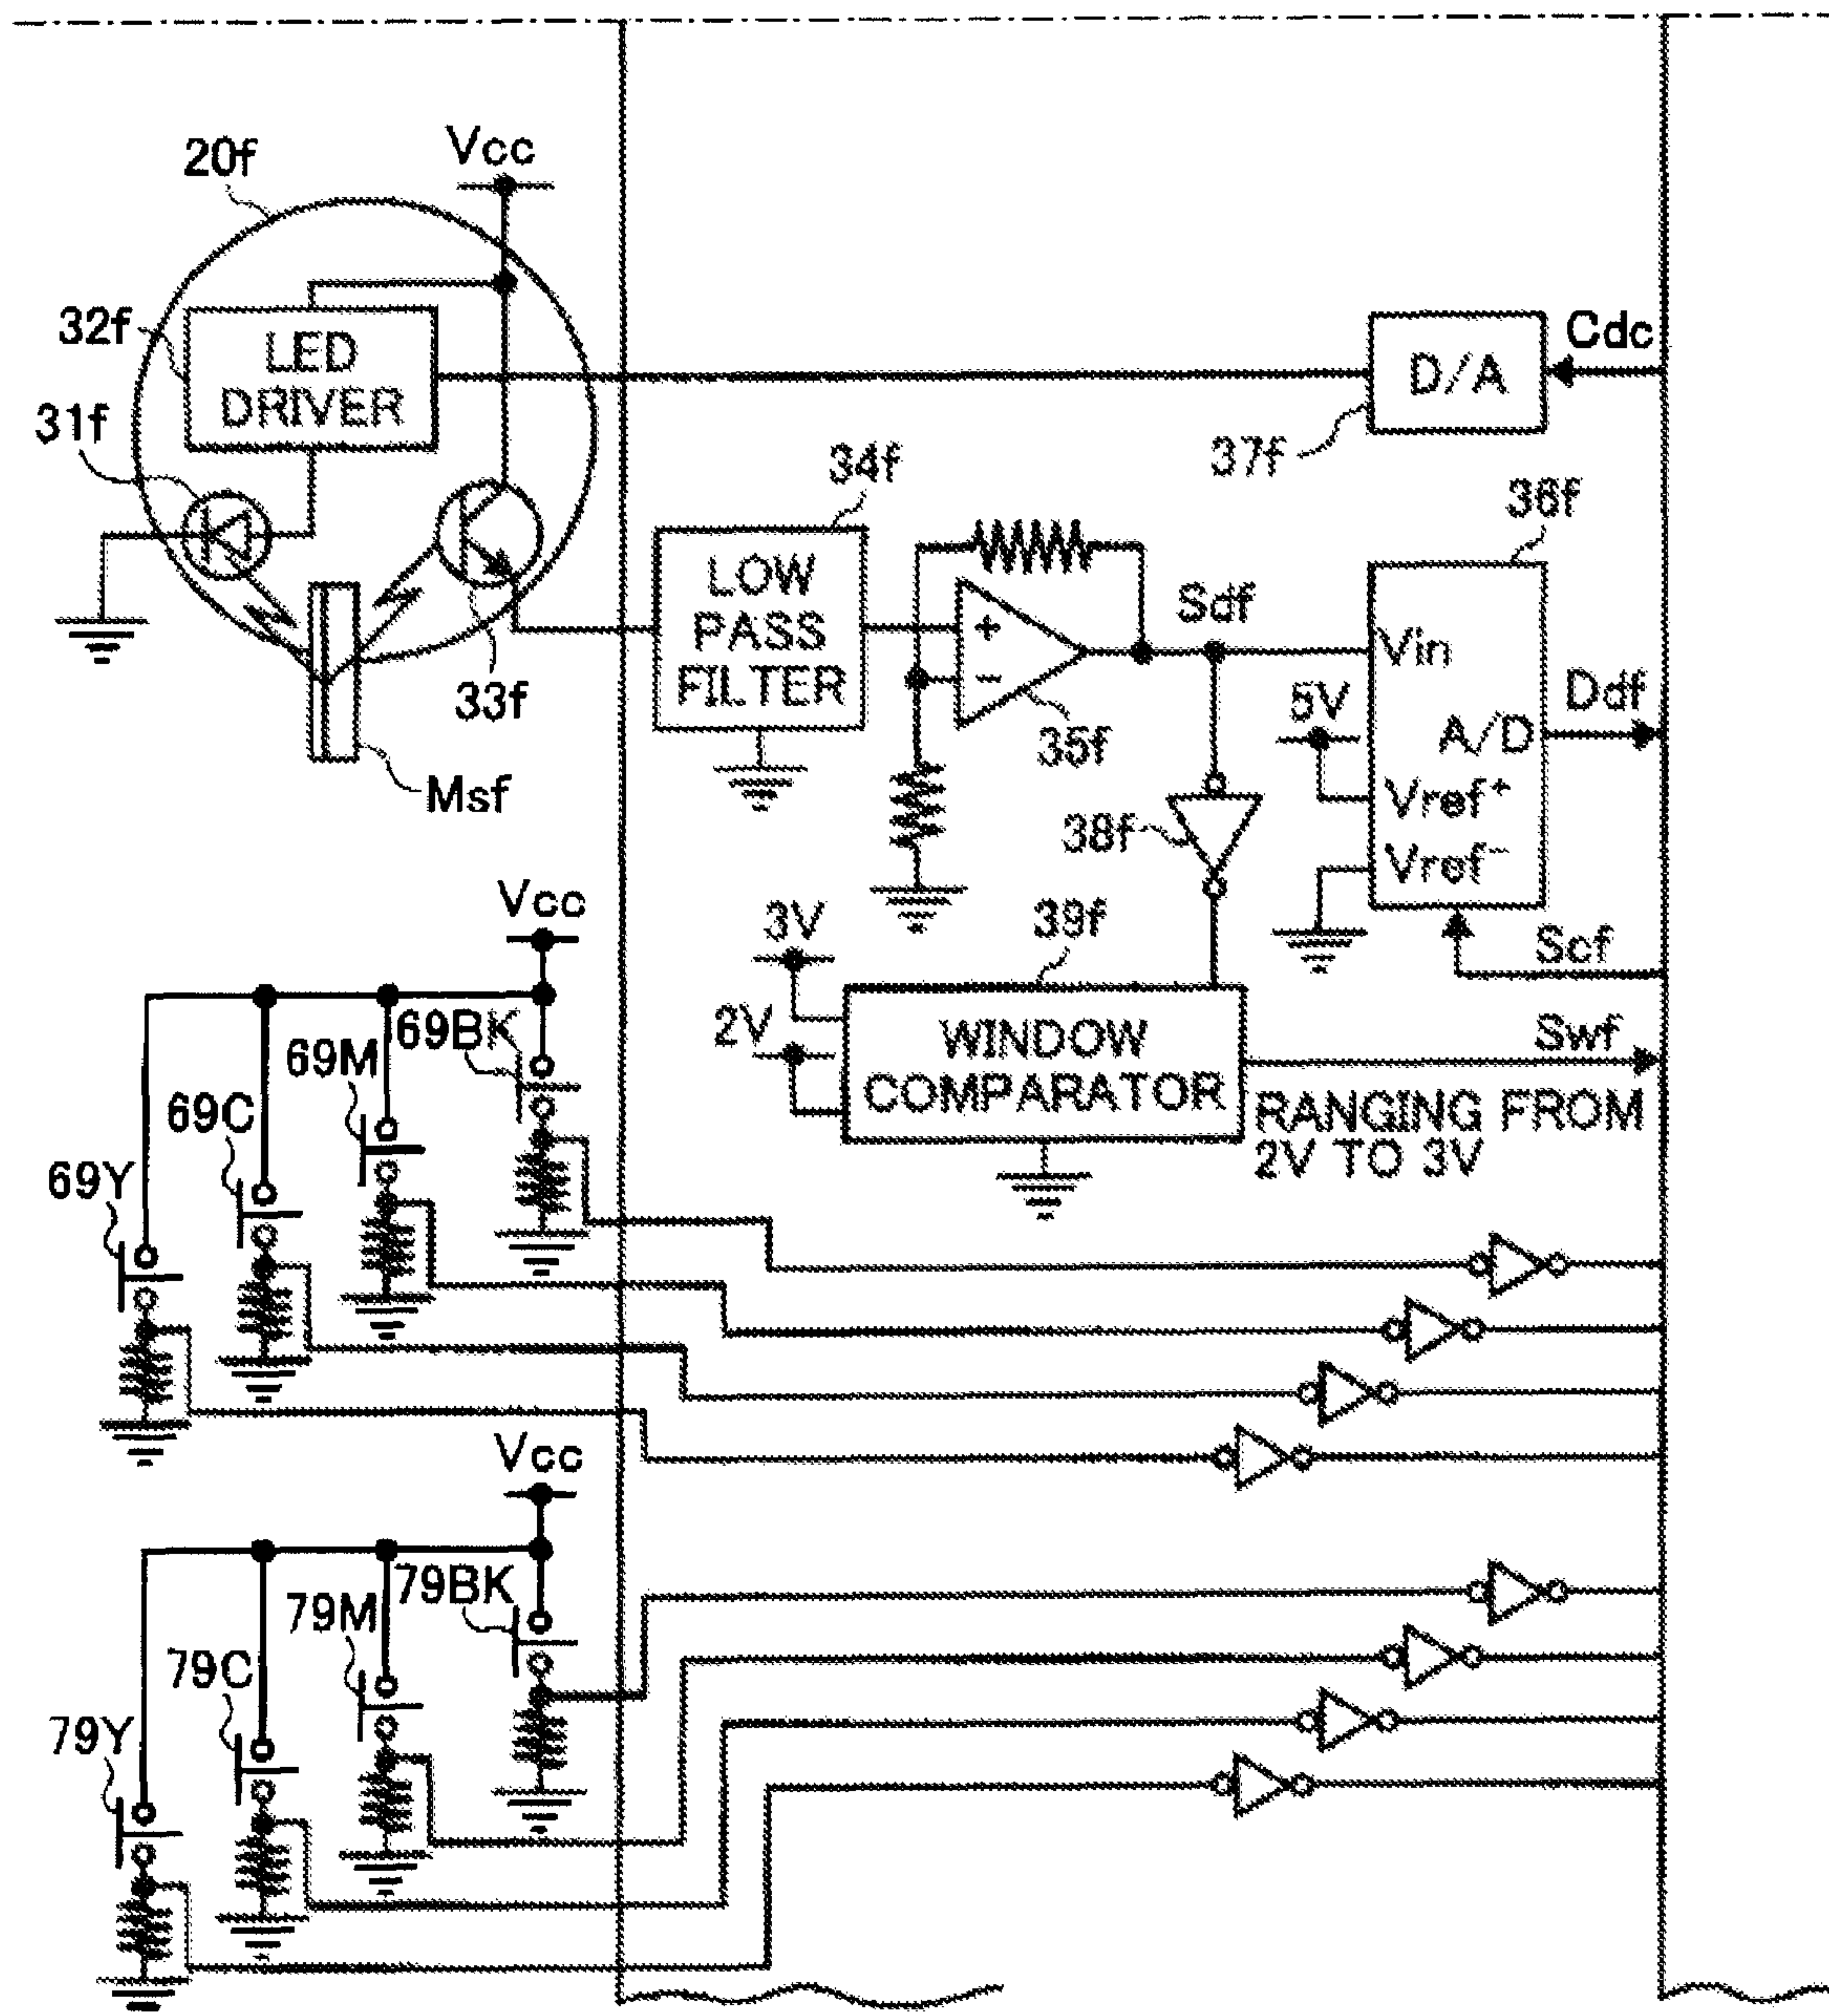 20f
Vcc
32f
LED
DRIVER
31f
33f
Msf
34f
LOW
PASS
FILTER
+
−
35f
Sdf
D/A
Cdc
37f
36f
Vin
5V
A/D
Ddf
Vref+
Vref−
38f
Scf
3V
39f
2V
WINDOW
COMPARATOR
Swf
RANGING FROM
2V TO 3V
Vcc
69BK
69M
69C
69Y
Vcc
79BK
79M
79C
79Y